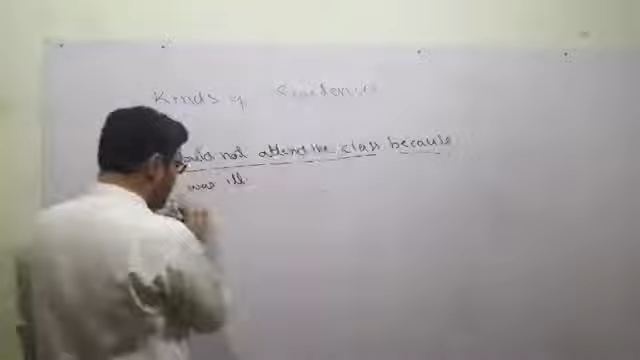 Kinds of Sentences
could not attend the class because
was ill.